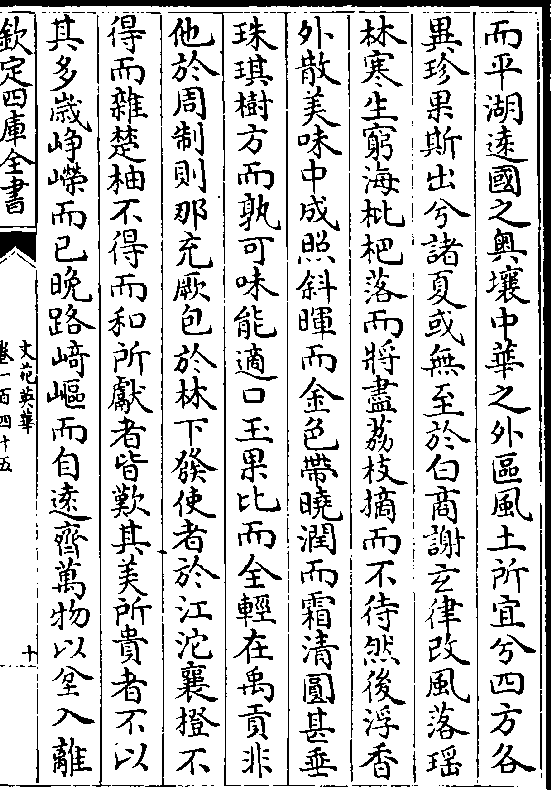 而平湖逺國之奥壤中華之外區風土所宜兮四方各
異珍果斯出兮諸夏或無至於白商謝玄律改風落瑶
林寒生窮海枇杷落而將盡荔枝摘而不待然後浮香
外散美味中成照斜暉而金色帶曉潤而霜清圓甚垂
珠琪樹方而孰可味能適口玉果比而全輕在禹貢非
他於周制則那充厥包於林下發使者於江沱襄橙不
得而雜楚柚不得而和所獻者皆歎其美所貴者不以
其多嵗崢嶸而已晩路﨑嶇而自逺齊萬物以坌入離
欽定四庫全書
文苑英華
卷一百四十五
十